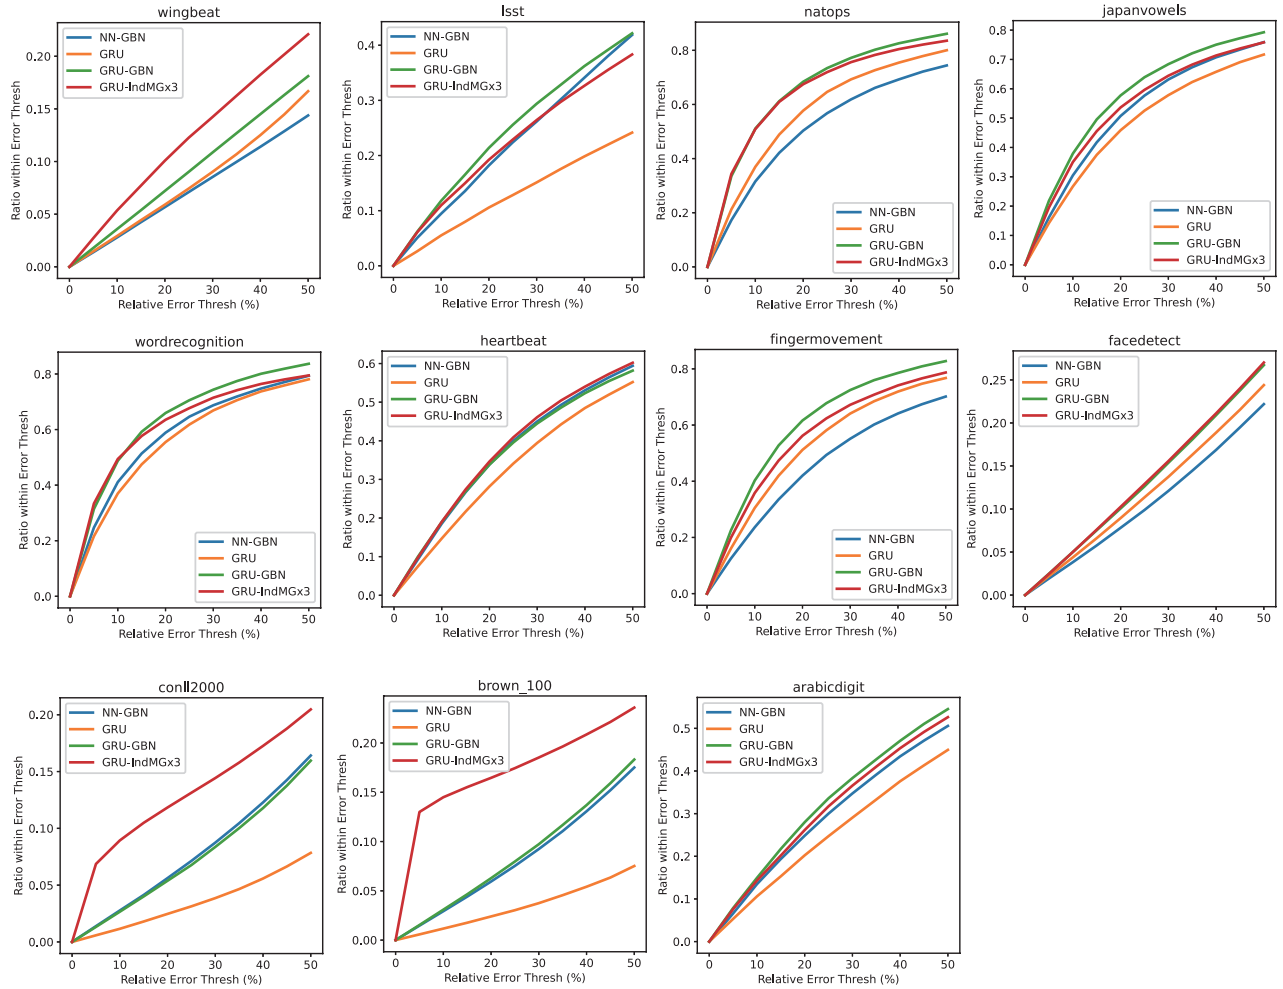 wingbeat
Ratio within Error Thresh
0.20
0.15
0.10
0.05
0.00
NN-GBN
GRU
GRU-GBN
GRU-IndMGx3
0 10 20 30 40 50
Relative Error Thresh (%)
lsst
Ratio within Error Thresh
0.4
0.3
0.2
0.1
0.0
NN-GBN
GRU
GRU-GBN
GRU-IndMGx3
0 10 20 30 40 50
Relative Error Thresh (%)
natops
Ratio within Error Thresh
0.8
0.6
0.4
0.2
0.0
NN-GBN
GRU
GRU-GBN
GRU-IndMGx3
0 10 20 30 40 50
Relative Error Thresh (%)
japanvowels
Ratio within Error Thresh
0.8
0.7
0.6
0.5
0.4
0.3
0.2
0.1
0.0
NN-GBN
GRU
GRU-GBN
GRU-IndMGx3
0 10 20 30 40 50
Relative Error Thresh (%)
wordrecognition
Ratio within Error Thresh
0.8
0.6
0.4
0.2
0.0
NN-GBN
GRU
GRU-GBN
GRU-IndMGx3
0 10 20 30 40 50
Relative Error Thresh (%)
heartbeat
Ratio within Error Thresh
0.6
0.5
0.4
0.3
0.2
0.1
0.0
NN-GBN
GRU
GRU-GBN
GRU-IndMGx3
0 10 20 30 40 50
Relative Error Thresh (%)
fingermovement
Ratio within Error Thresh
0.8
0.6
0.4
0.2
0.0
NN-GBN
GRU
GRU-GBN
GRU-IndMGx3
0 10 20 30 40 50
Relative Error Thresh (%)
facedetect
Ratio within Error Thresh
0.25
0.20
0.15
0.10
0.05
0.00
NN-GBN
GRU
GRU-GBN
GRU-IndMGx3
0 10 20 30 40 50
Relative Error Thresh (%)
conll2000
Ratio within Error Thresh
0.20
0.15
0.10
0.05
0.00
NN-GBN
GRU
GRU-GBN
GRU-IndMGx3
0 10 20 30 40 50
Relative Error Thresh (%)
brown_100
Ratio within Error Thresh
0.20
0.15
0.10
0.05
0.00
NN-GBN
GRU
GRU-GBN
GRU-IndMGx3
0 10 20 30 40 50
Relative Error Thresh (%)
arabicdigit
Ratio within Error Thresh
0.5
0.4
0.3
0.2
0.1
0.0
NN-GBN
GRU
GRU-GBN
GRU-IndMGx3
0 10 20 30 40 50
Relative Error Thresh (%)